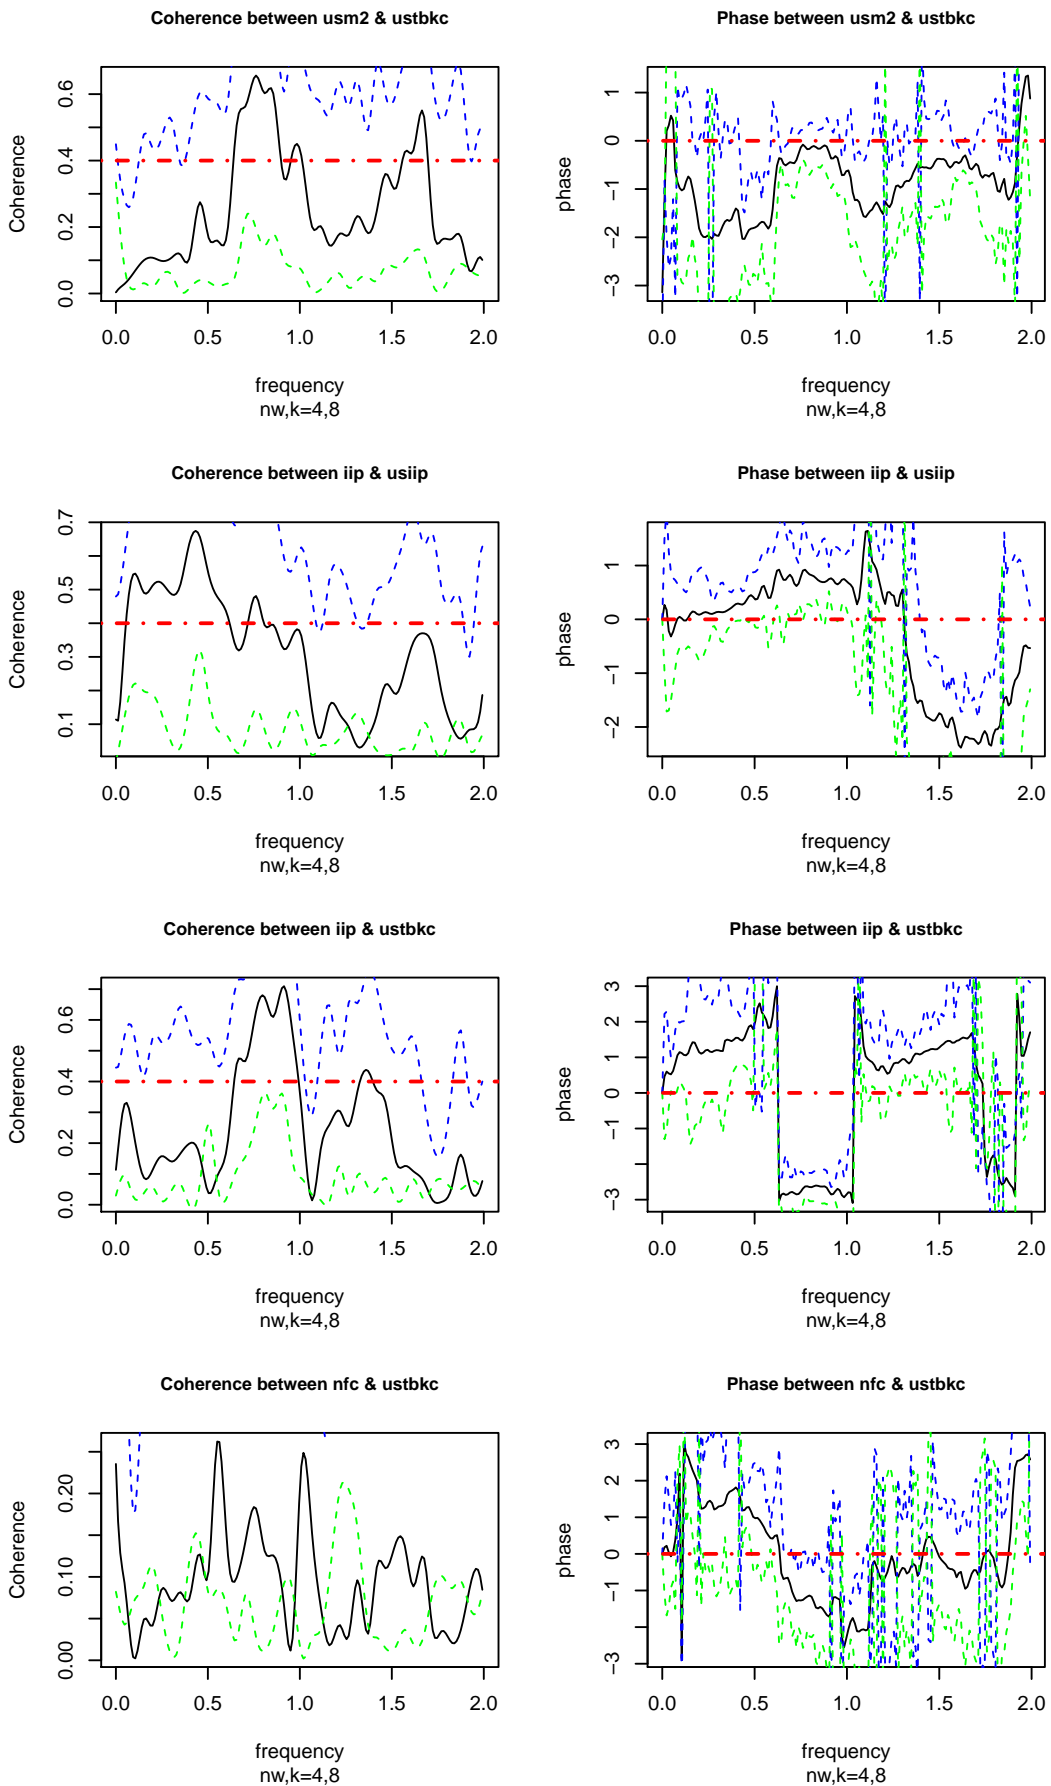 Coherence between usm2 & ustbkc
Coherence
0.0 0.2 0.4 0.6
0.0 0.5 1.0 1.5 2.0
frequency
nw,k=4,8
Phase between usm2 & ustbkc
phase
−3 −2 −1 0 1
0.0 0.5 1.0 1.5 2.0
frequency
nw,k=4,8
Coherence between iip & usiip
Coherence
0.1 0.3 0.5 0.7
0.0 0.5 1.0 1.5 2.0
frequency
nw,k=4,8
Phase between iip & usiip
phase
−2 −1 0 1
0.0 0.5 1.0 1.5 2.0
frequency
nw,k=4,8
Coherence between iip & ustbkc
Coherence
0.0 0.2 0.4 0.6
0.0 0.5 1.0 1.5 2.0
frequency
nw,k=4,8
Phase between iip & ustbkc
phase
−3 −1 0 1 2 3
0.0 0.5 1.0 1.5 2.0
frequency
nw,k=4,8
Coherence between nfc & ustbkc
Coherence
0.00 0.10 0.20
0.0 0.5 1.0 1.5 2.0
frequency
nw,k=4,8
Phase between nfc & ustbkc
phase
−3 −1 0 1 2 3
0.0 0.5 1.0 1.5 2.0
frequency
nw,k=4,8